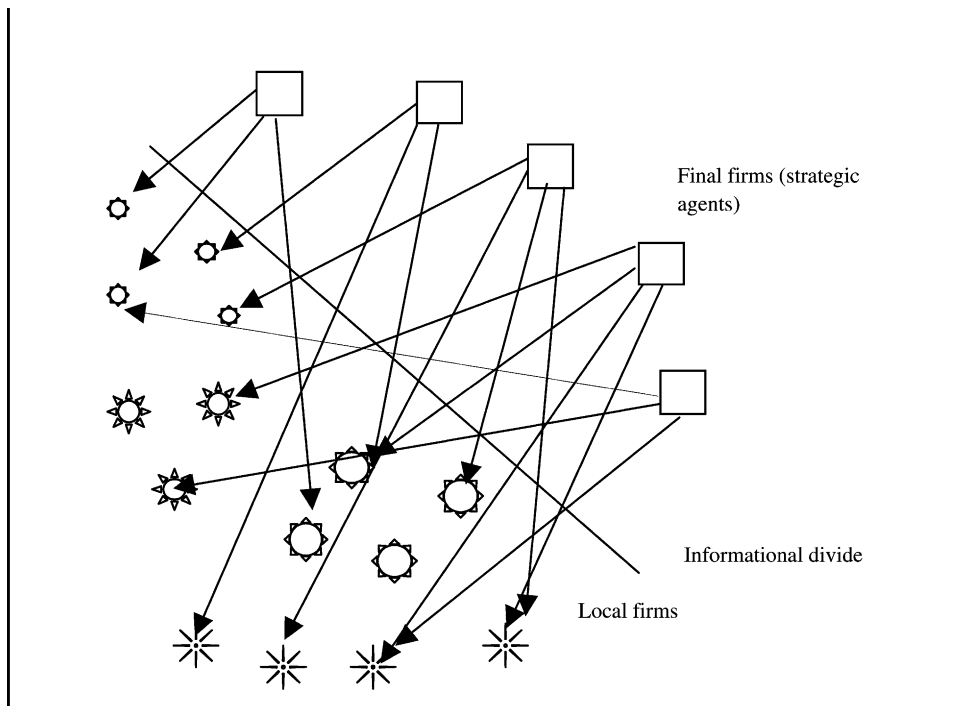 Final firms (strategic
agents)
Informational divide
Local firms